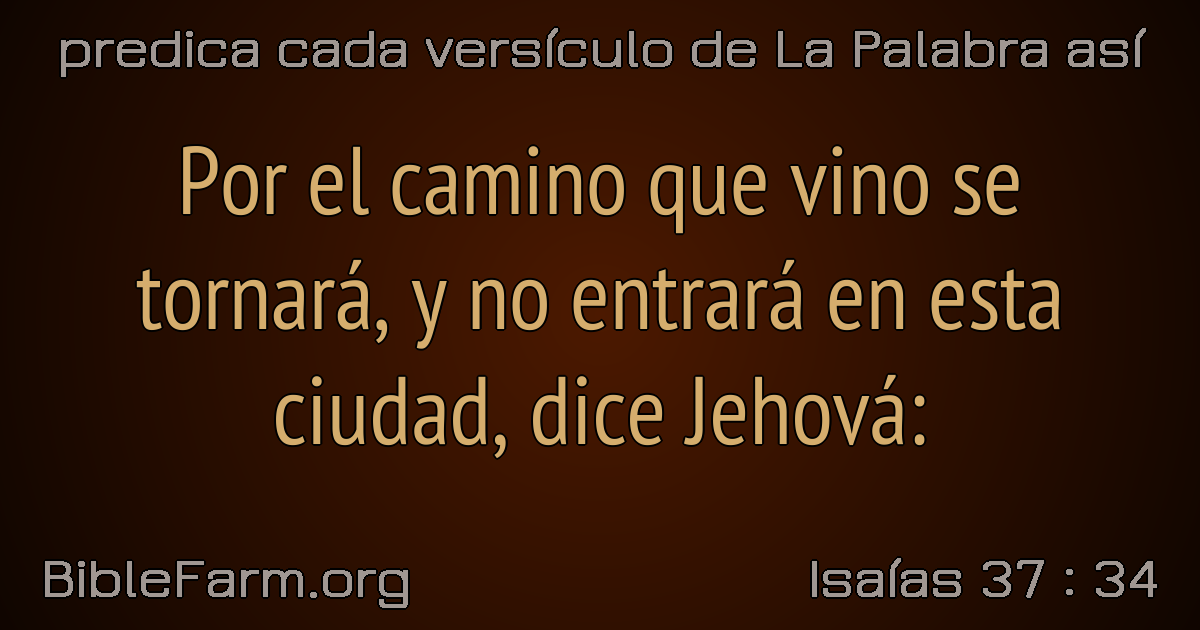 predica cada versículo de La Palabra así
Por el camino que vino se
tornará, y no entrará en esta
ciudad, dice Jehová:
BibleFarm.org
Isaías 37 : 34